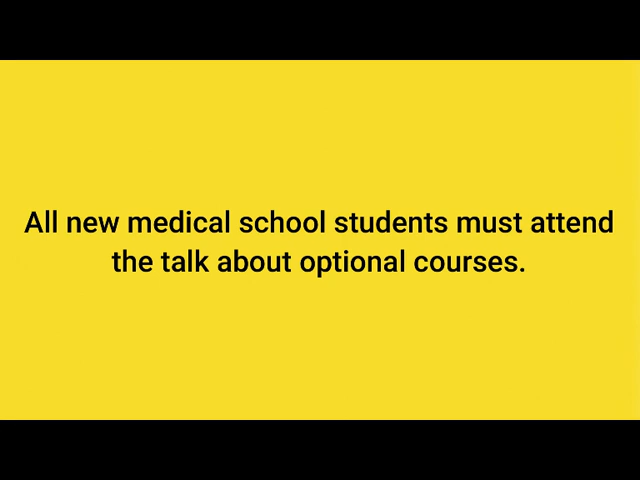 All new medical school students must attend
the talk about optional courses.